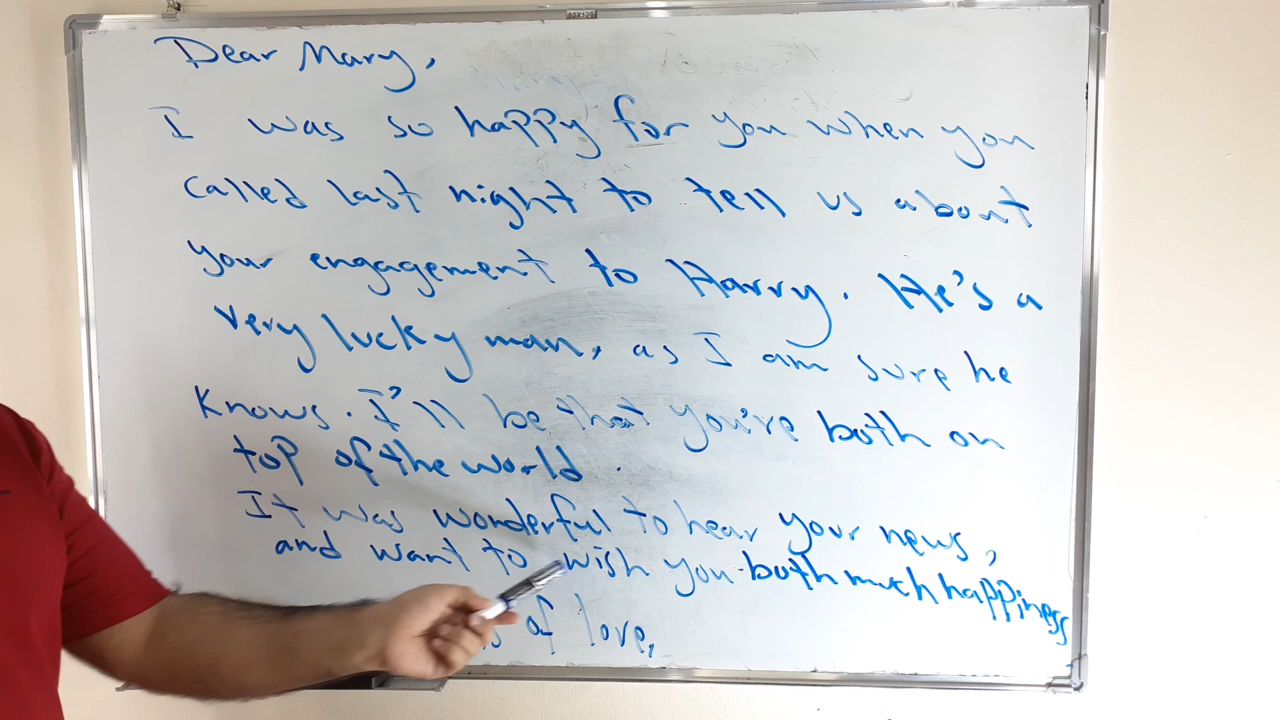 Dear Mary,
I was so happy for you when you
called last night to tell us about
your engagement to Harry. He's a
very lucky man, as I am sure he
knows. I'll be that you're both on
top of the world.
It was wonderful to hear your news,
and want to wish you both much happiness
of love,